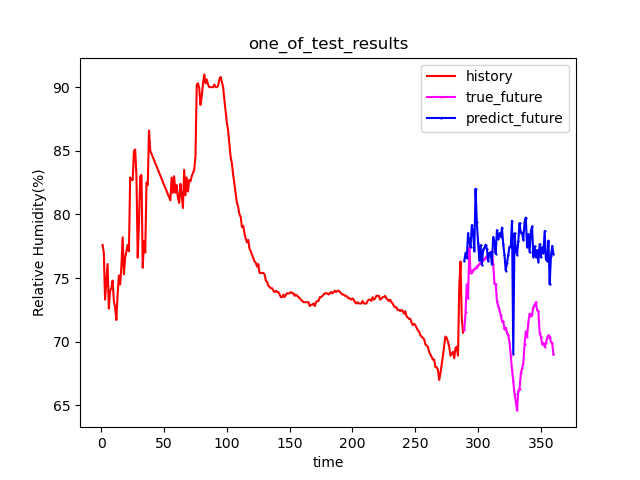 one_of_test_results
history
true_future
predict_future
Relative Humidity(%)
90
85
80
75
70
65
0 50 100 150 200 250 300 350
time